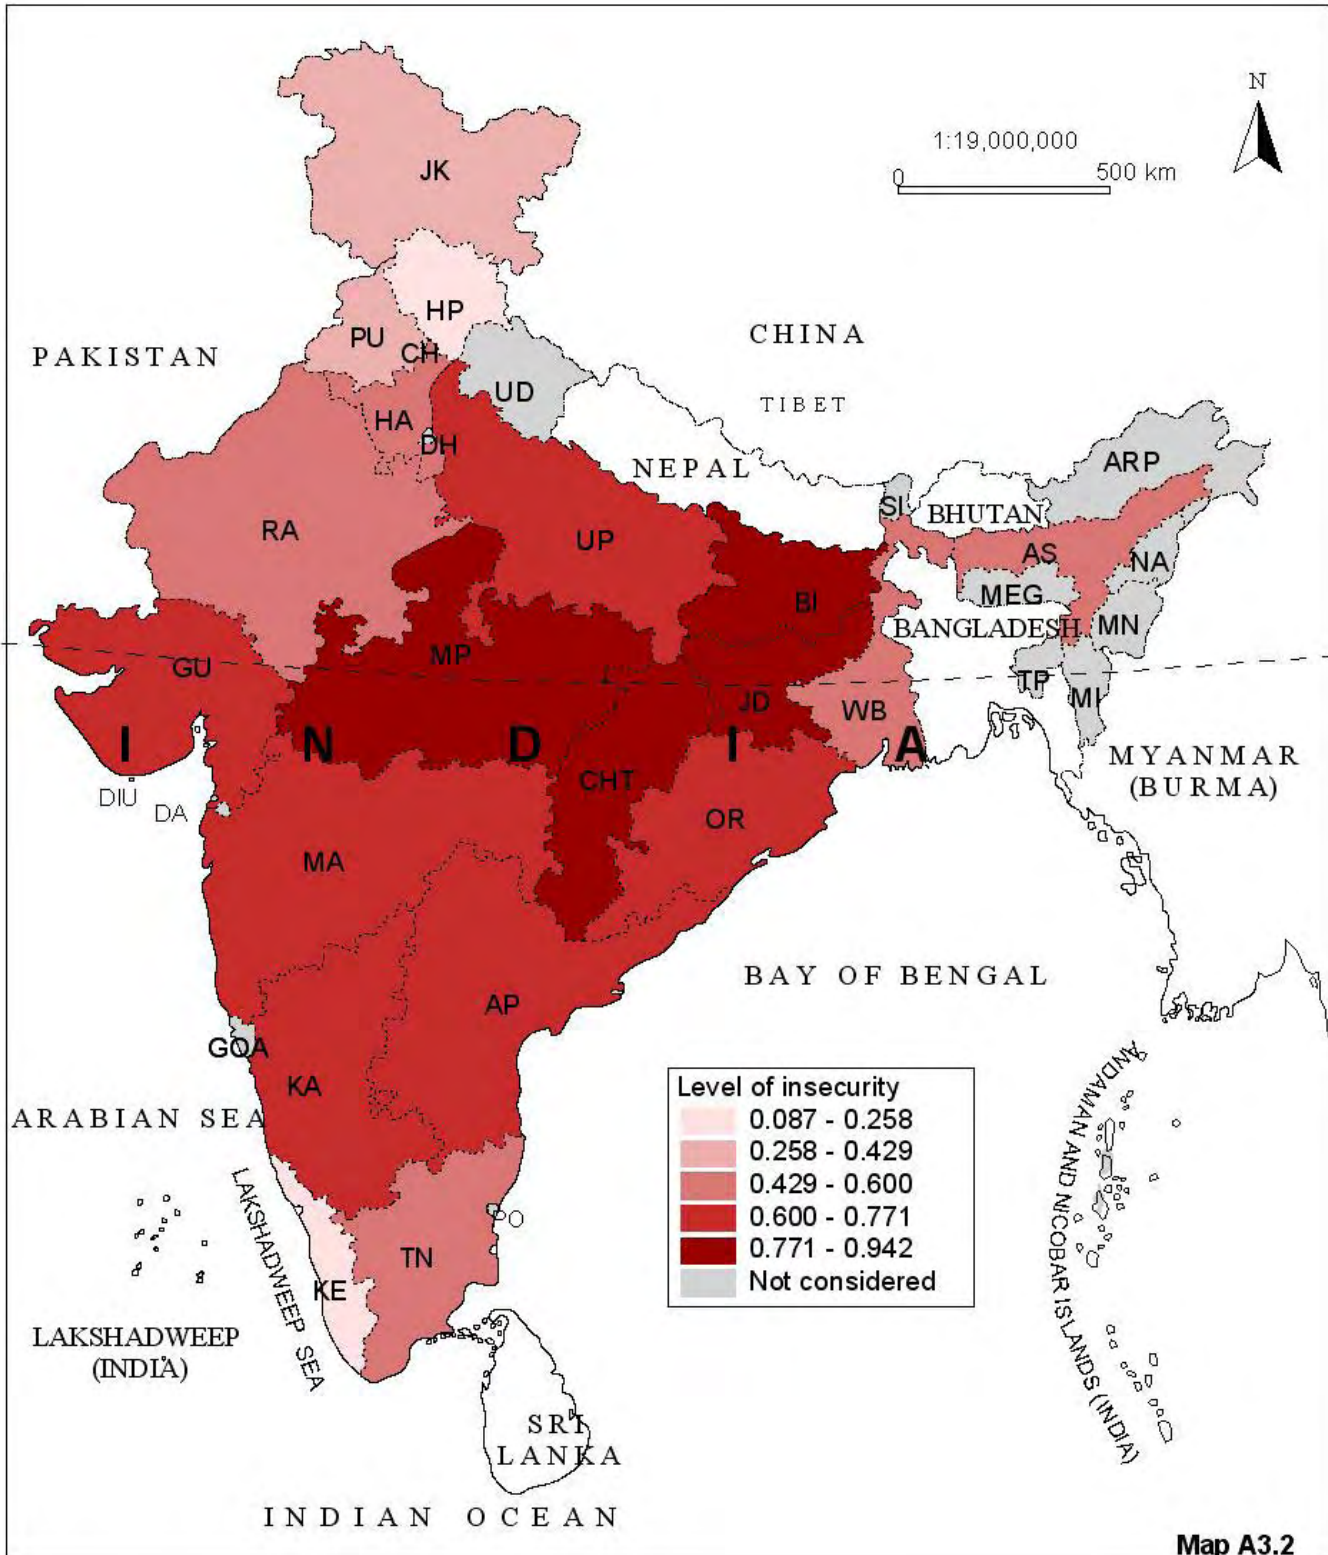 N
1:19,000,000
0 500 km
JK
HP
PU
CH
CHINA
PAKISTAN
UD
TIBET
HA
DH
NEPAL
ARP
SI
BHUTAN
RA
UP
AS
NA
MEG
BI
BANGLADESH
MN
MP
GU
TP
MI
JD
WB
I N D I A
MYANMAR
(BURMA)
CHT
DIU
DA
OR
MA
BAY OF BENGAL
AP
GOA
KA
ANDAMAN AND NICOBAR ISLANDS (INDIA)
Level of insecurity
0.087 - 0.258
0.258 - 0.429
0.429 - 0.600
0.600 - 0.771
0.771 - 0.942
Not considered
ARABIAN SEA
LAKSHADWEEP SEA
PO
TN
KE
LAKSHADWEEP
(INDIA)
SRI
LANKA
INDIAN OCEAN
Map A3.2